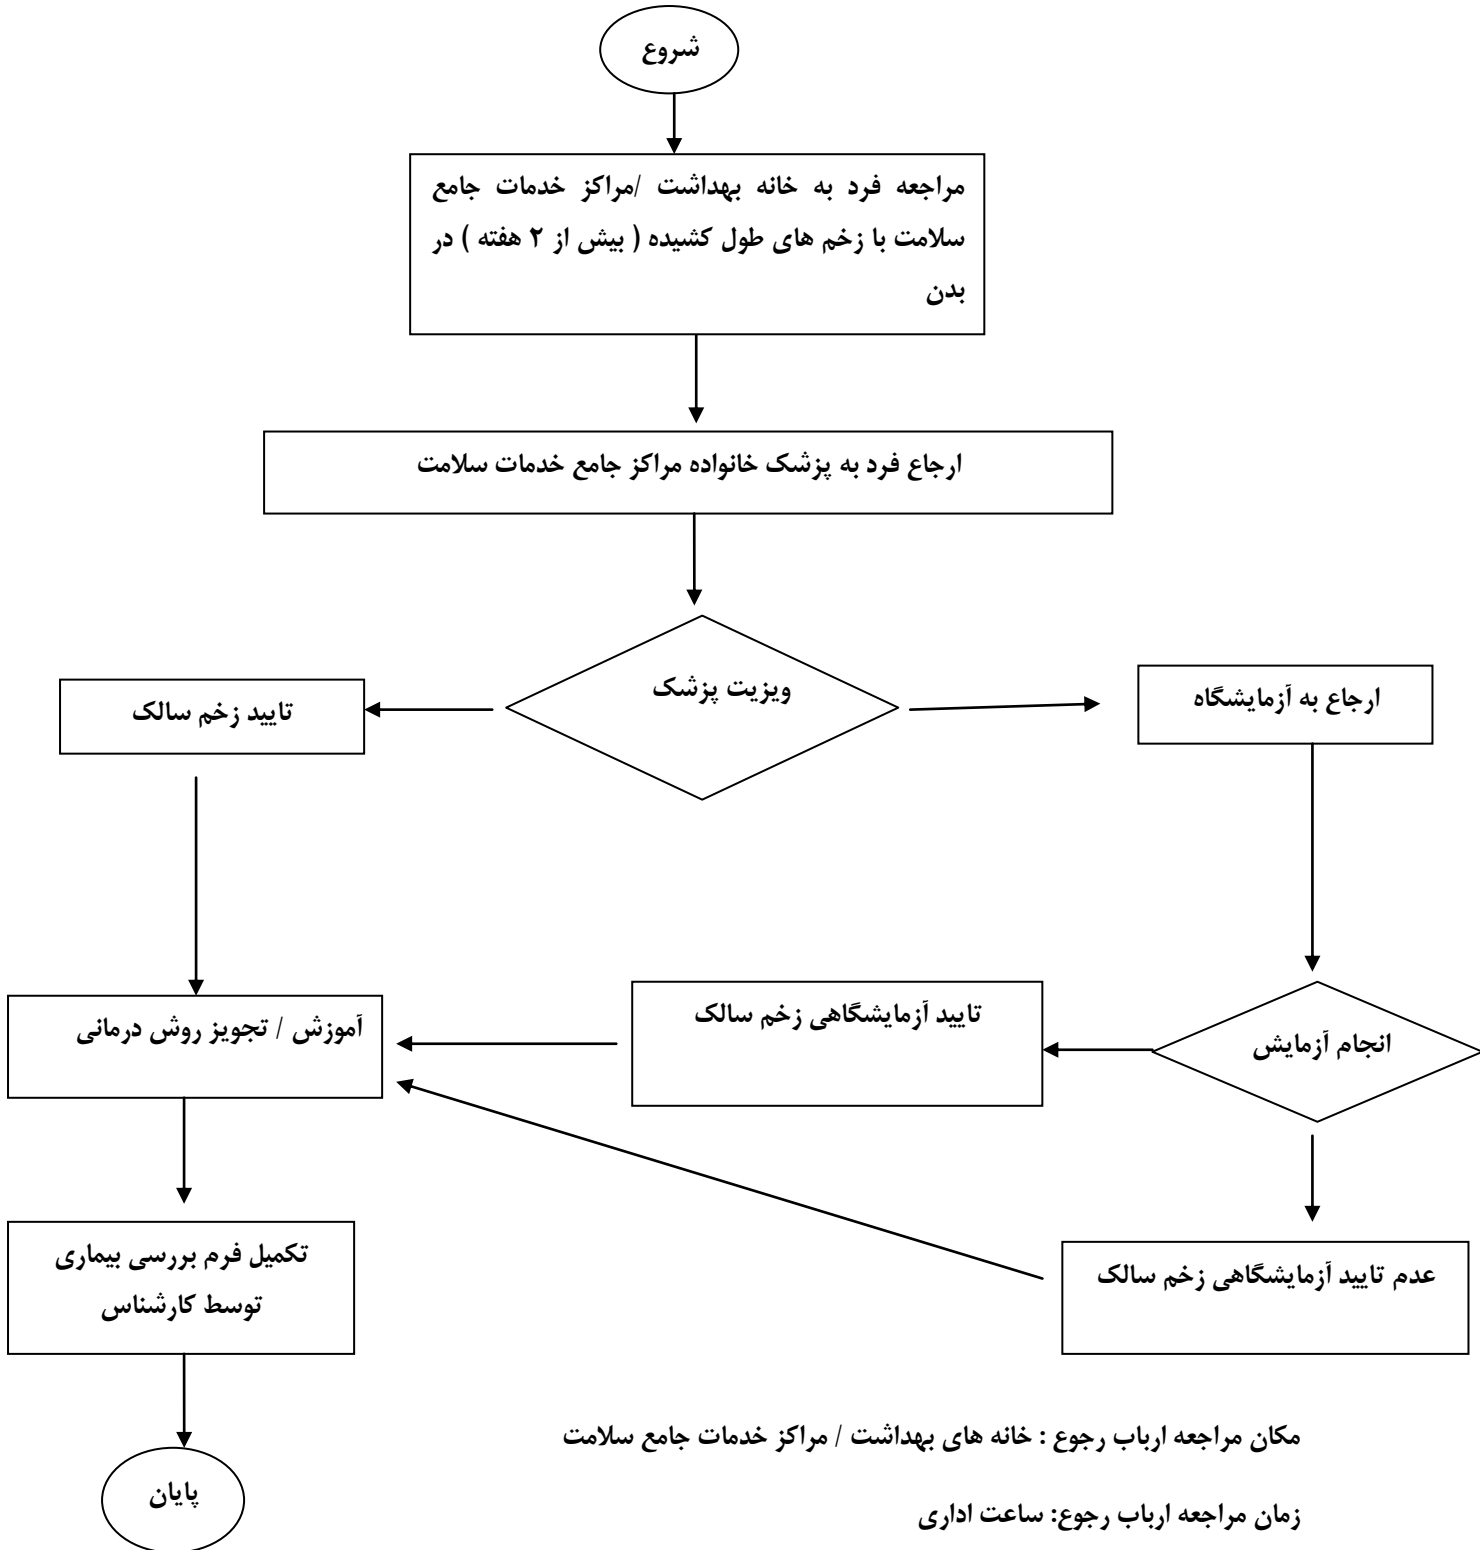 شروع
مراجعه فرد به خانه بهداشت /مراکز خدمات جامع
سلامت با زخم های طول کشیده ( بیش از ۲ هفته ) در
بدن
ارجاع فرد به پزشک خانواده مراکز جامع خدمات سلامت
ویزیت پزشک
ارجاع به آزمایشگاه
تایید زخم سالک
انجام آزمایش
تایید آزمایشگاهی زخم سالک
آموزش / تجویز روش درمانی
عدم تایید آزمایشگاهی زخم سالک
تکمیل فرم بررسی بیماری
توسط کارشناس
پایان
مکان مراجعه ارباب رجوع : خانه های بهداشت / مراکز خدمات جامع سلامت
زمان مراجعه ارباب رجوع: ساعت اداری